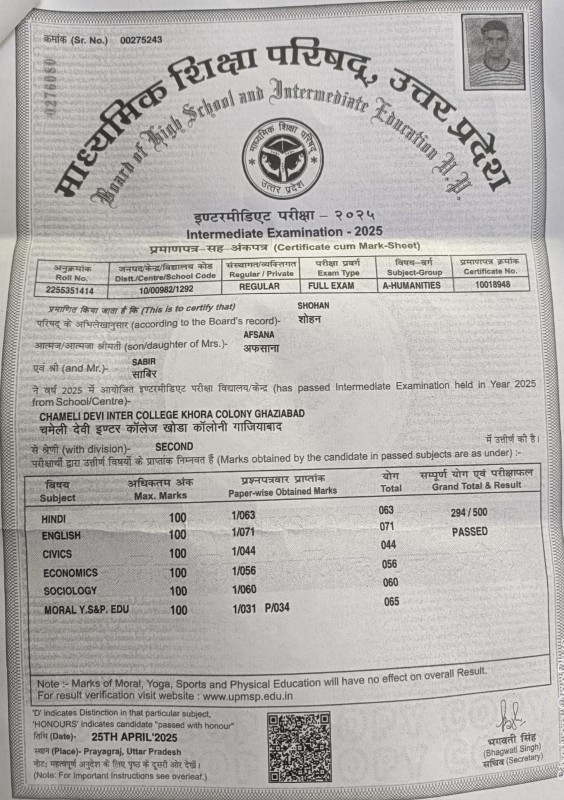 क्रमांक (Sr. No.) 00275243
0276080
माध्यमिक शिक्षा परिषद्, उत्तर प्रदेश
Board of High School and Intermediate Education U.P.
माध्यमिक शिक्षा परिषद्
उत्तर प्रदेश
इण्टरमीडिएट परीक्षा – २०२५
Intermediate Examination - 2025
प्रमाणपत्र-सह अंकपत्र (Certificate cum Mark-Sheet)
अनुक्रमांक जनपद/केन्द्र/विद्यालय कोड संस्थागत/व्यक्तिगत परीक्षा प्रवर्ग विषय-वर्ग प्रमाणपत्र क्रमांक
Roll No. Distt./Centre/School Code Regular / Private Exam Type Subject-Group Certificate No.
2255351414 10/00982/1292 REGULAR FULL EXAM A-HUMANITIES 10018948
प्रमाणित किया जाता है कि (This is to certify that) SHOHAN
परिषद् के अभिलेखानुसार (according to the Board's record)- शोहन
AFSANA
आत्मज/आत्मजा श्रीमती (son/daughter of Mrs.)- अफसाना
SABIR
एवं श्री (and Mr.)- साबिर
ने वर्ष 2025 में आयोजित इण्टरमीडिएट परीक्षा विद्यालय/केन्द्र (has passed Intermediate Examination held in Year 2025
from School/Centre)-
CHAMELI DEVI INTER COLLEGE KHORA COLONY GHAZIABAD
चमेली देवी इण्टर कॉलेज खोडा कॉलोनी गाजियाबाद
से श्रेणी (with division)- SECOND में उत्तीर्ण की है।
परीक्षार्थी द्वारा उत्तीर्ण विषयों के प्राप्तांक निम्नवत हैं (Marks obtained by the candidate in passed subjects are as under) :-
विषय अधिकतम अंक प्रश्नपत्रवार प्राप्तांक योग सम्पूर्ण योग एवं परीक्षाफल
Subject Max. Marks Paper-wise Obtained Marks Total Grand Total & Result
HINDI 100 1/063 063 294 / 500
ENGLISH 100 1/071 071 PASSED
CIVICS 100 1/044 044
ECONOMICS 100 1/056 056
SOCIOLOGY 100 1/060 060
MORAL Y.S&P. EDU 100 1/031 P/034 065
Note :- Marks of Moral, Yoga, Sports and Physical Education will have no effect on overall Result.
For result verification visit website : www.upmsp.edu.in
'D' indicates Distinction in that particular subject,
'HONOURS' indicates candidate "passed with honour"
तिथि (Date)- 25TH APRIL'2025
स्थान (Place)- Prayagraj, Uttar Pradesh
नोट: महत्वपूर्ण अनुदेश के लिए पृष्ठ के दूसरी ओर देखें।
(Note: For Important Instructions see overleaf.)
भगवती सिंह
(Bhagwati Singh)
सचिव (Secretary)